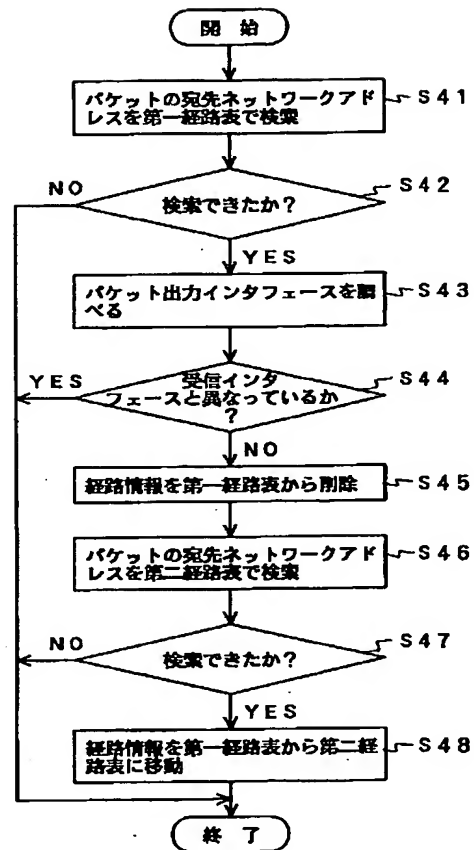 開 始
パケットの宛先ネットワークアド
レスを第一経路表で検索
S41
NO
検索できたか？
S42
YES
パケット出力インタフェースを調
べる
S43
YES
受信インタ
フェースと異なっているか
？
S44
NO
経路情報を第一経路表から削除
S45
パケットの宛先ネットワークアド
レスを第二経路表で検索
S46
NO
検索できたか？
S47
YES
経路情報を第一経路表から第二経
路表に移動
S48
終 了